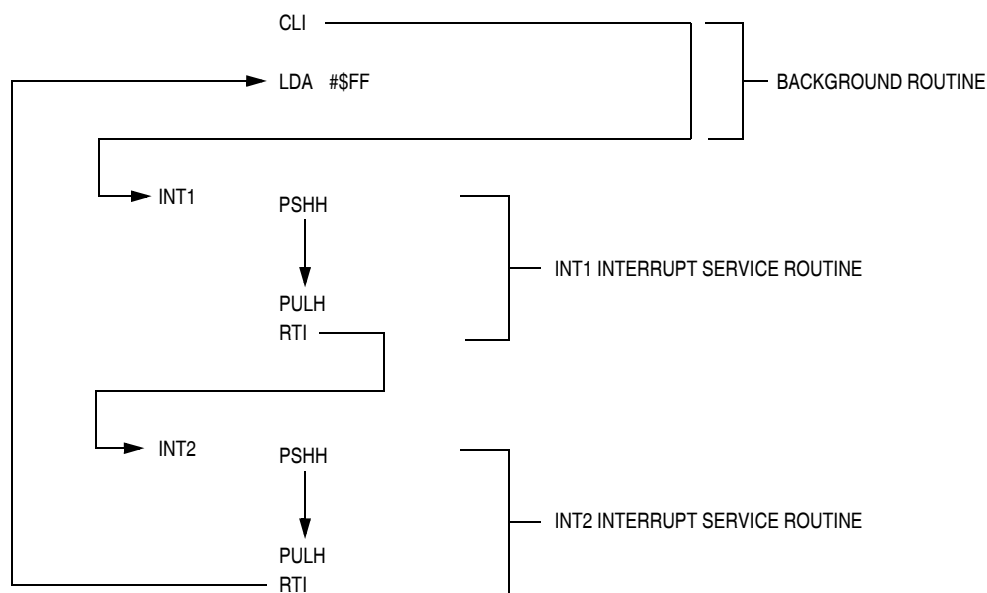 CLI
LDA #$FF
BACKGROUND ROUTINE
INT1
PSHH
INT1 INTERRUPT SERVICE ROUTINE
PULH
RTI
INT2
PSHH
INT2 INTERRUPT SERVICE ROUTINE
PULH
RTI